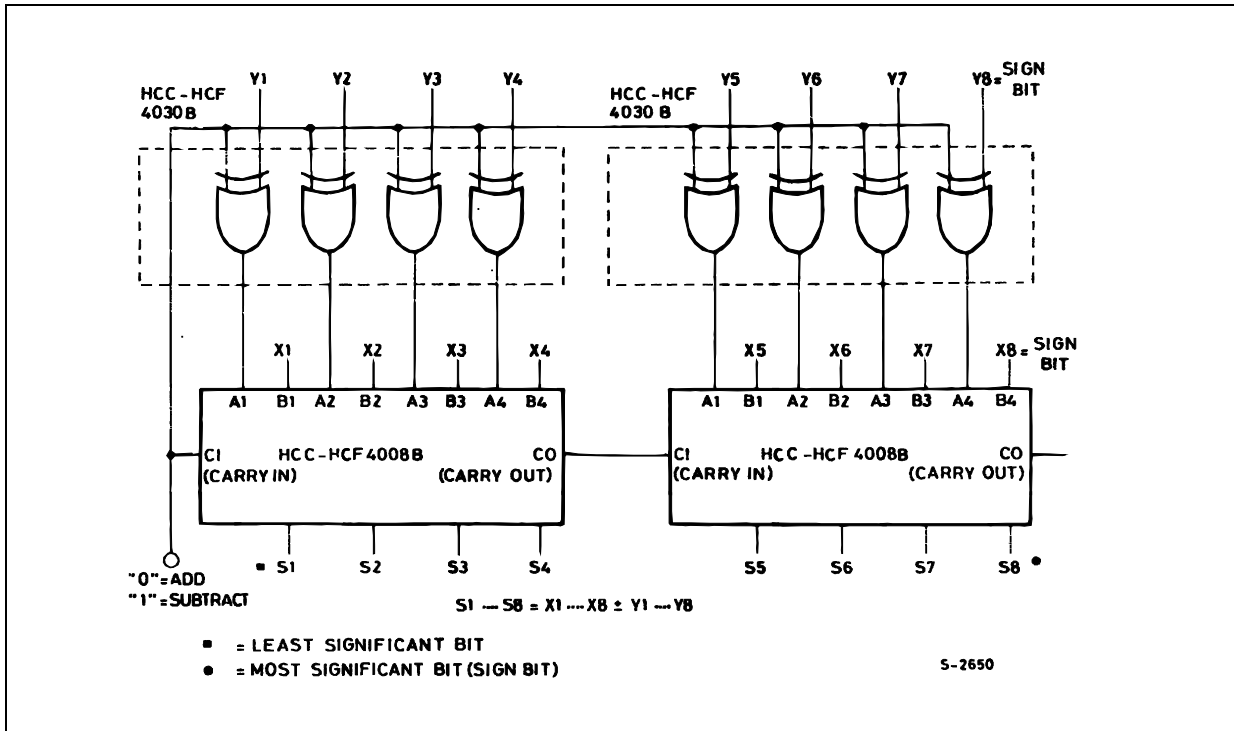 HCC-HCF
4030B
Y1 Y2 Y3 Y4
HCC-HCF
4030B
Y5 Y6 Y7 Y8= SIGN
BIT
X1 X2 X3 X4
X5 X6 X7 X8= SIGN
BIT
A1 B1 A2 B2 A3 B3 A4 B4
CI HCC-HCF4008B CO
(CARRY IN) (CARRY OUT)
A1 B1 A2 B2 A3 B3 A4 B4
CI HCC-HCF 4008B CO
(CARRY IN) (CARRY OUT)
"0"=ADD
"1"=SUBTRACT
■ S1 S2 S3 S4
S5 S6 S7 S8 ●
S1 .... S8 = X1 .... X8 ± Y1 .... Y8
■ = LEAST SIGNIFICANT BIT
● = MOST SIGNIFICANT BIT (SIGN BIT)
S-2650